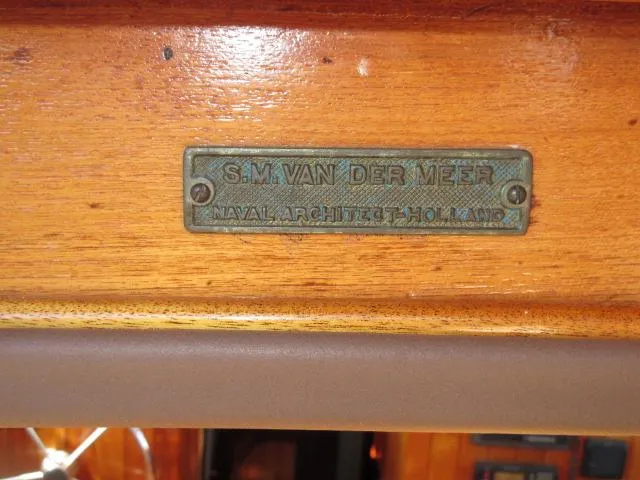 S.M. VAN DER MEER
NAVAL ARCHITECT-HOLLAND